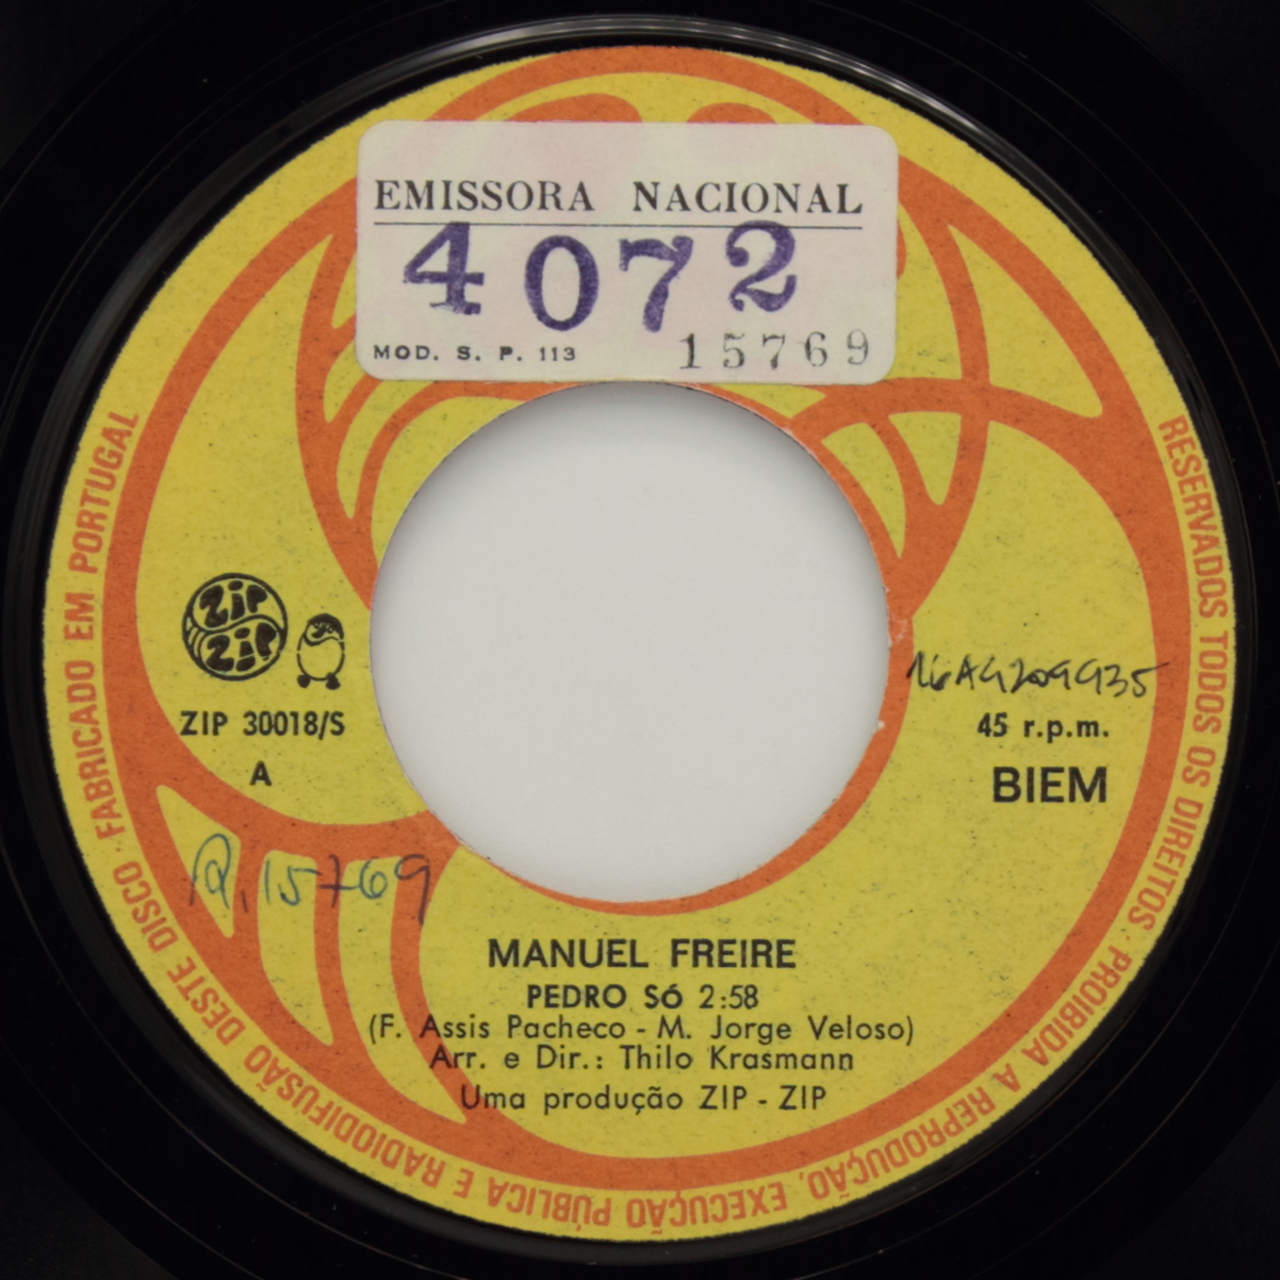 EMISSORA NACIONAL
4072
MOD. S. P. 113 15769
ZIP
ZIP
ZIP 30018/S
A
45 r.p.m.
BIEM
R. 15769
MANUEL FREIRE
PEDRO SÓ 2:58
(F. Assis Pacheco - M. Jorge Veloso)
Arr. e Dir.: Thilo Krasmann
Uma produção ZIP - ZIP
RESERVADOS TODOS OS DIREITOS · PROIBIDA A REPRODUÇÃO, EXECUÇÃO PÚBLICA E RADIODIFUSÃO DESTE DISCO · FABRICADO EM PORTUGAL